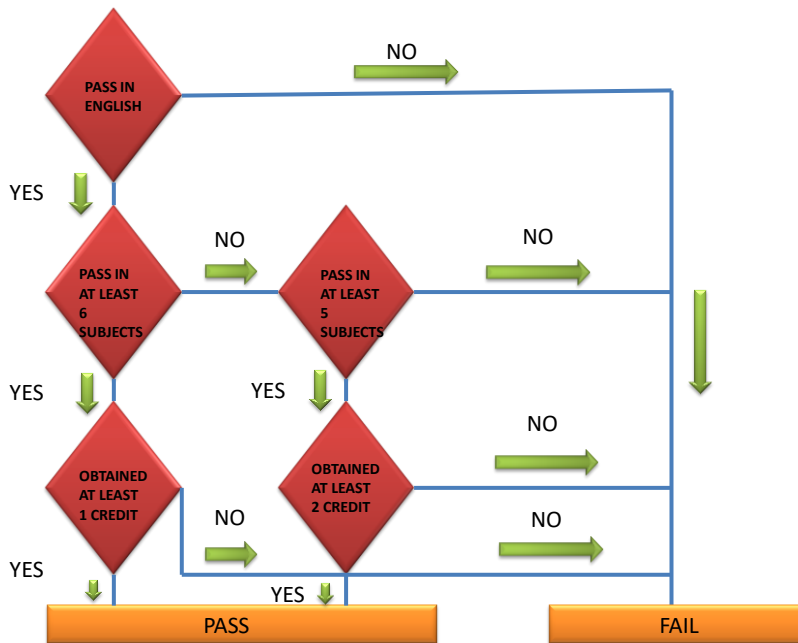 NO
PASS IN
ENGLISH
YES
NO
NO
PASS IN
AT LEAST
6
SUBJECTS
PASS IN
AT LEAST
5
SUBJECTS
YES
YES
NO
OBTAINED
AT LEAST
1 CREDIT
OBTAINED
AT LEAST
2 CREDIT
NO
NO
YES
YES
PASS
FAIL